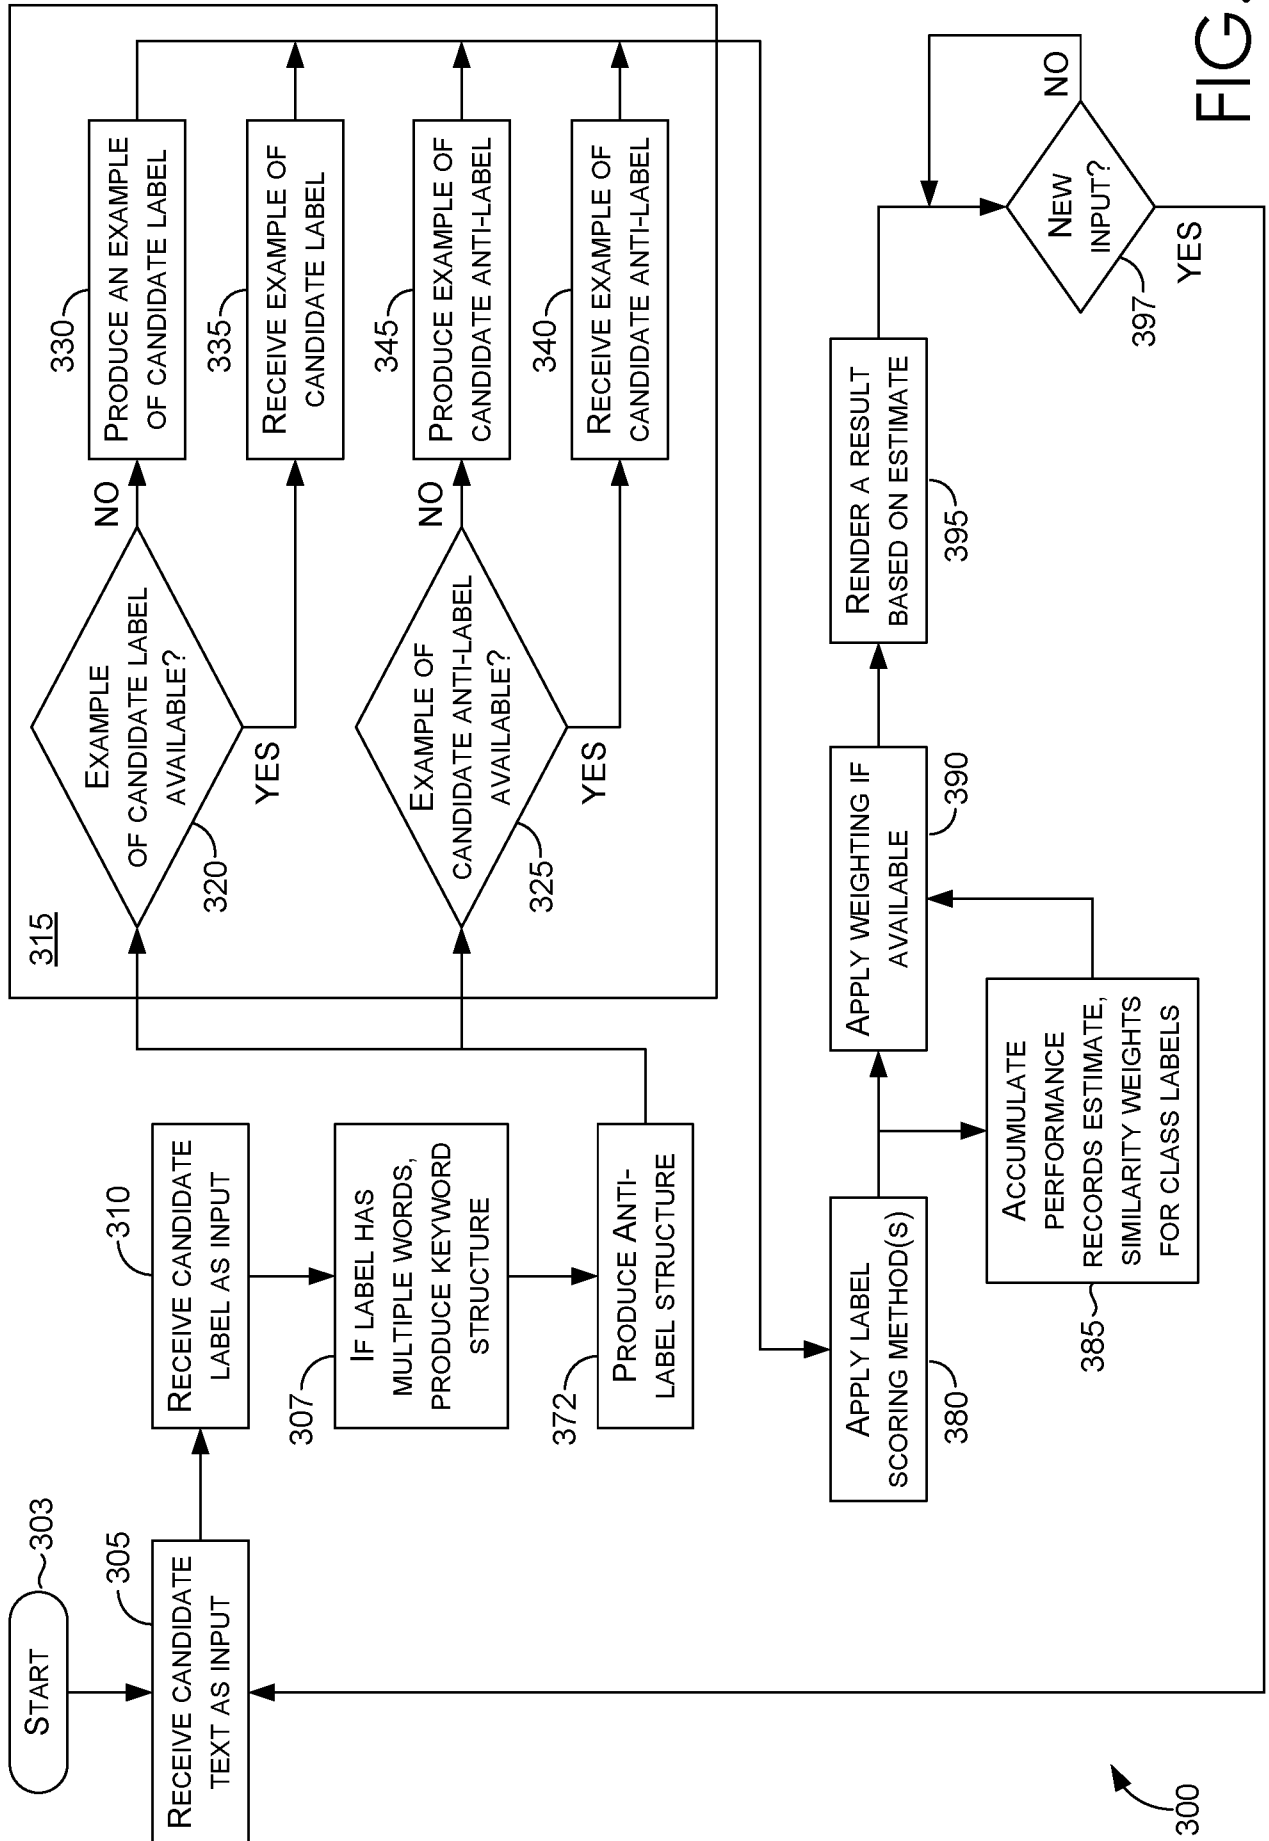 START
303
RECEIVE CANDIDATE
TEXT AS INPUT
305
RECEIVE CANDIDATE
LABEL AS INPUT
310
IF LABEL HAS
MULTIPLE WORDS,
PRODUCE KEYWORD
STRUCTURE
307
PRODUCE ANTI-
LABEL STRUCTURE
372
315
EXAMPLE
OF CANDIDATE LABEL
AVAILABLE?
320
NO
YES
PRODUCE AN EXAMPLE
OF CANDIDATE LABEL
330
RECEIVE EXAMPLE OF
CANDIDATE LABEL
335
EXAMPLE OF
CANDIDATE ANTI-LABEL
AVAILABLE?
325
NO
YES
PRODUCE EXAMPLE OF
CANDIDATE ANTI-LABEL
345
RECEIVE EXAMPLE OF
CANDIDATE ANTI-LABEL
340
APPLY LABEL
SCORING METHOD(S)
380
ACCUMULATE
PERFORMANCE
RECORDS ESTIMATE,
SIMILARITY WEIGHTS
FOR CLASS LABELS
385
APPLY WEIGHTING IF
AVAILABLE
390
RENDER A RESULT
BASED ON ESTIMATE
395
NEW
INPUT?
397
NO
YES
300
FIG.